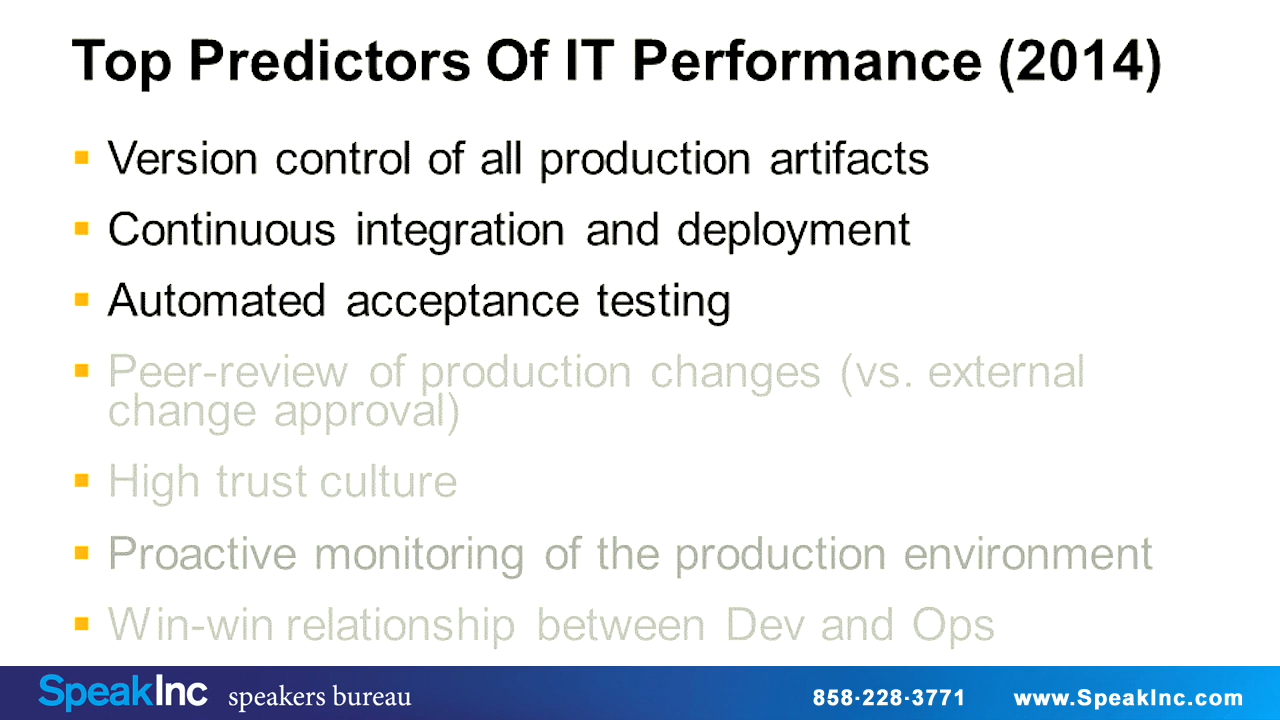 Top Predictors Of IT Performance (2014)
Version control of all production artifacts
Continuous integration and deployment
Automated acceptance testing
Peer-review of production changes (vs. external
change approval)
High trust culture
Proactive monitoring of the production environment
Win-win relationship between Dev and Ops
SpeakInc speakers bureau 858·228·3771 www.SpeakInc.com